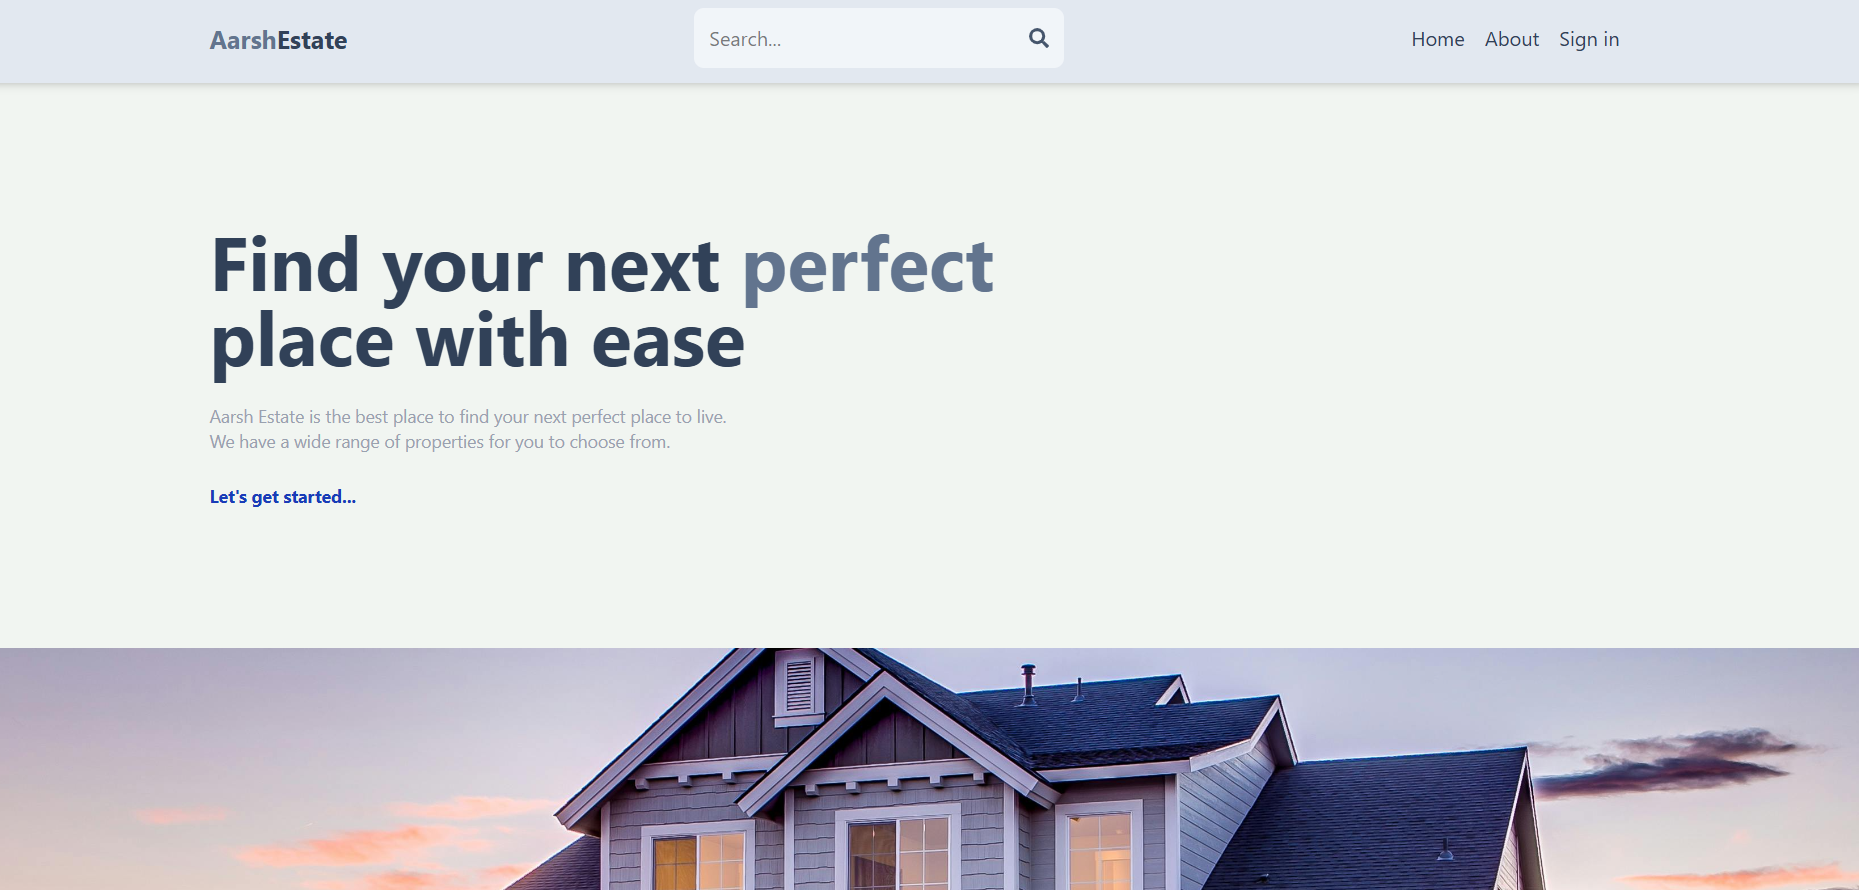 AarshEstate
Search...
Home About Sign in
Find your next perfect
place with ease
Aarsh Estate is the best place to find your next perfect place to live.
We have a wide range of properties for you to choose from.
Let's get started...